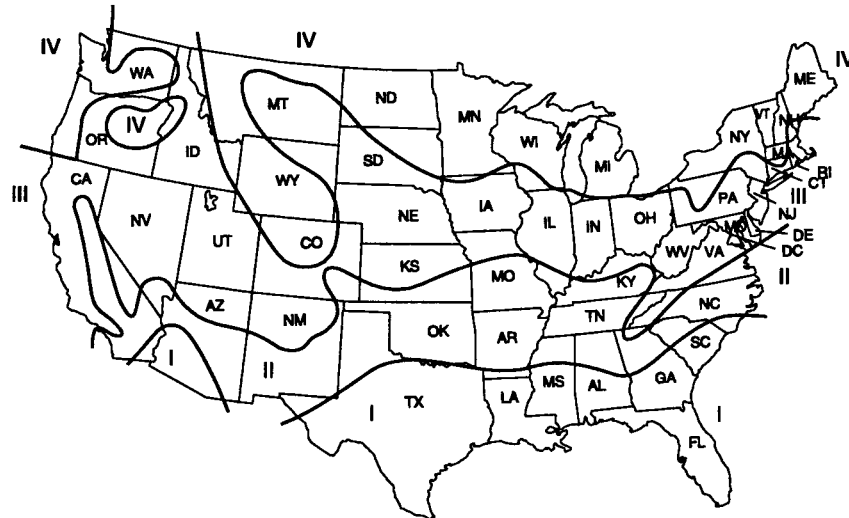 IV
IV
IV
WA
MT
ND
MN
ME
VT
NH
OR
IV
ID
SD
WI
MI
NY
MA
RI
CT
III
CA
WY
IA
PA
III
NJ
NV
UT
CO
NE
IL
IN
OH
MD
DE
DC
WV
VA
II
KS
MO
KY
AZ
NM
OK
AR
TN
NC
SC
I
II
I
TX
LA
MS
AL
GA
I
FL